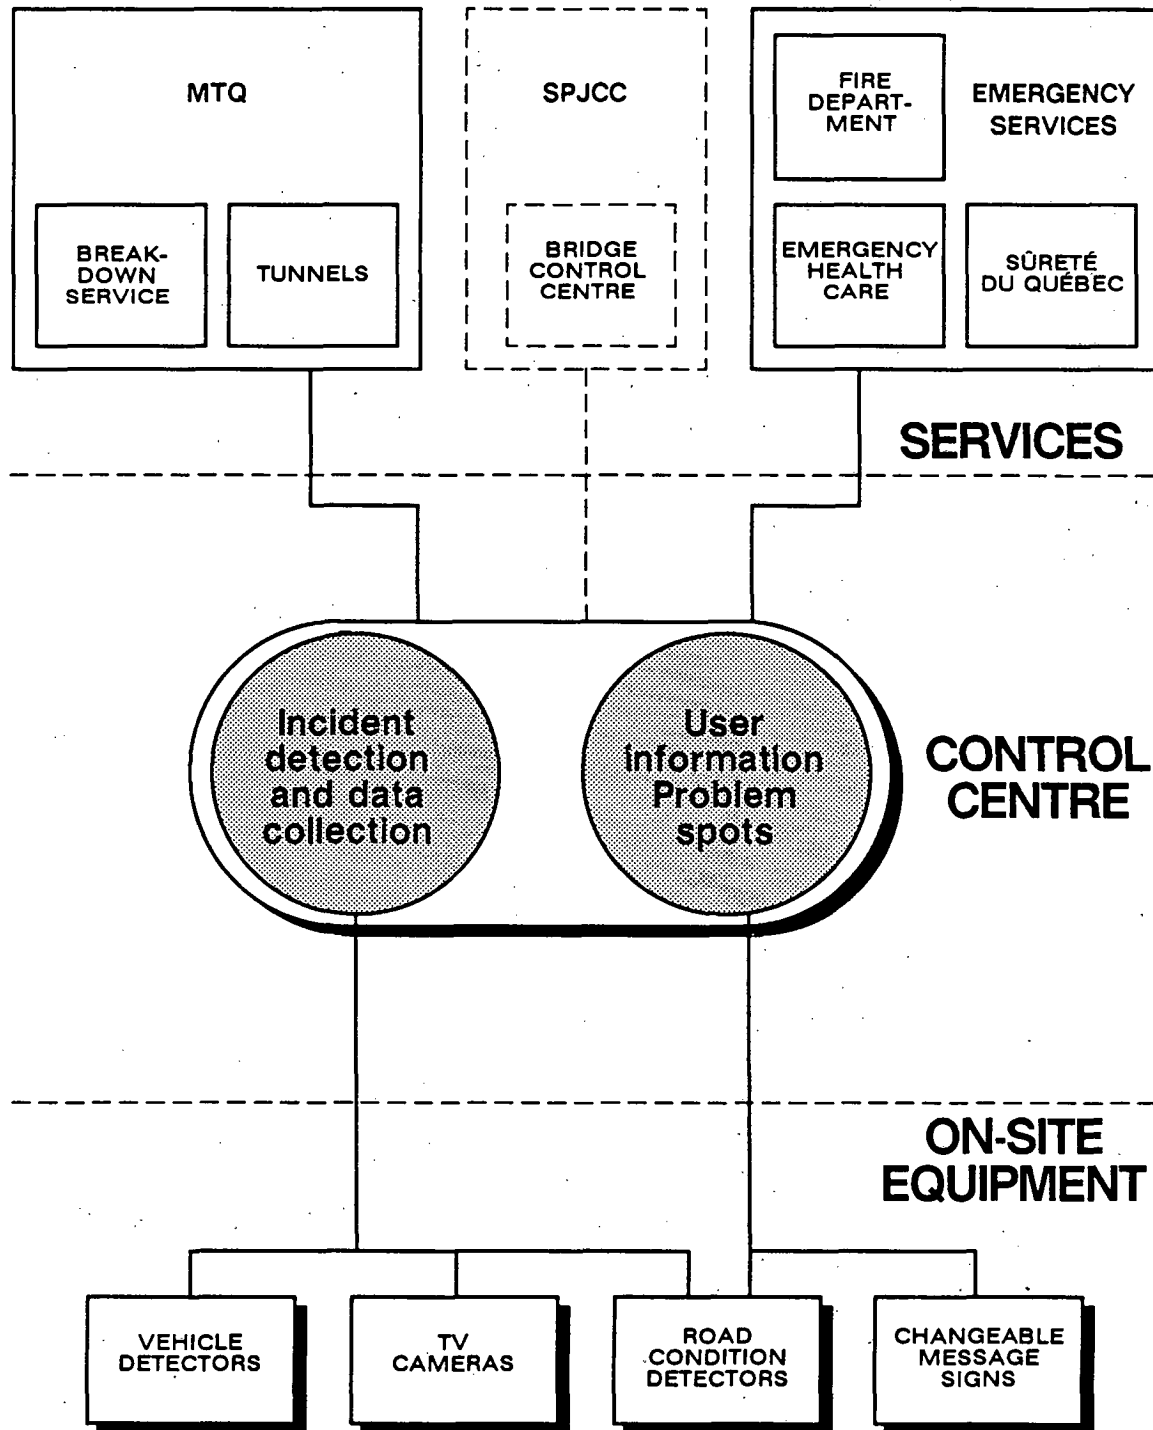 MTQ
BREAK-
DOWN
SERVICE
TUNNELS
SPJCC
BRIDGE
CONTROL
CENTRE
FIRE
DEPART-
MENT
EMERGENCY
SERVICES
EMERGENCY
HEALTH
CARE
SÛRETÉ
DU QUÉBEC
SERVICES
Incident
detection
and data
collection
User
information
Problem
spots
CONTROL
CENTRE
ON-SITE
EQUIPMENT
VEHICLE
DETECTORS
TV
CAMERAS
ROAD
CONDITION
DETECTORS
CHANGEABLE
MESSAGE
SIGNS